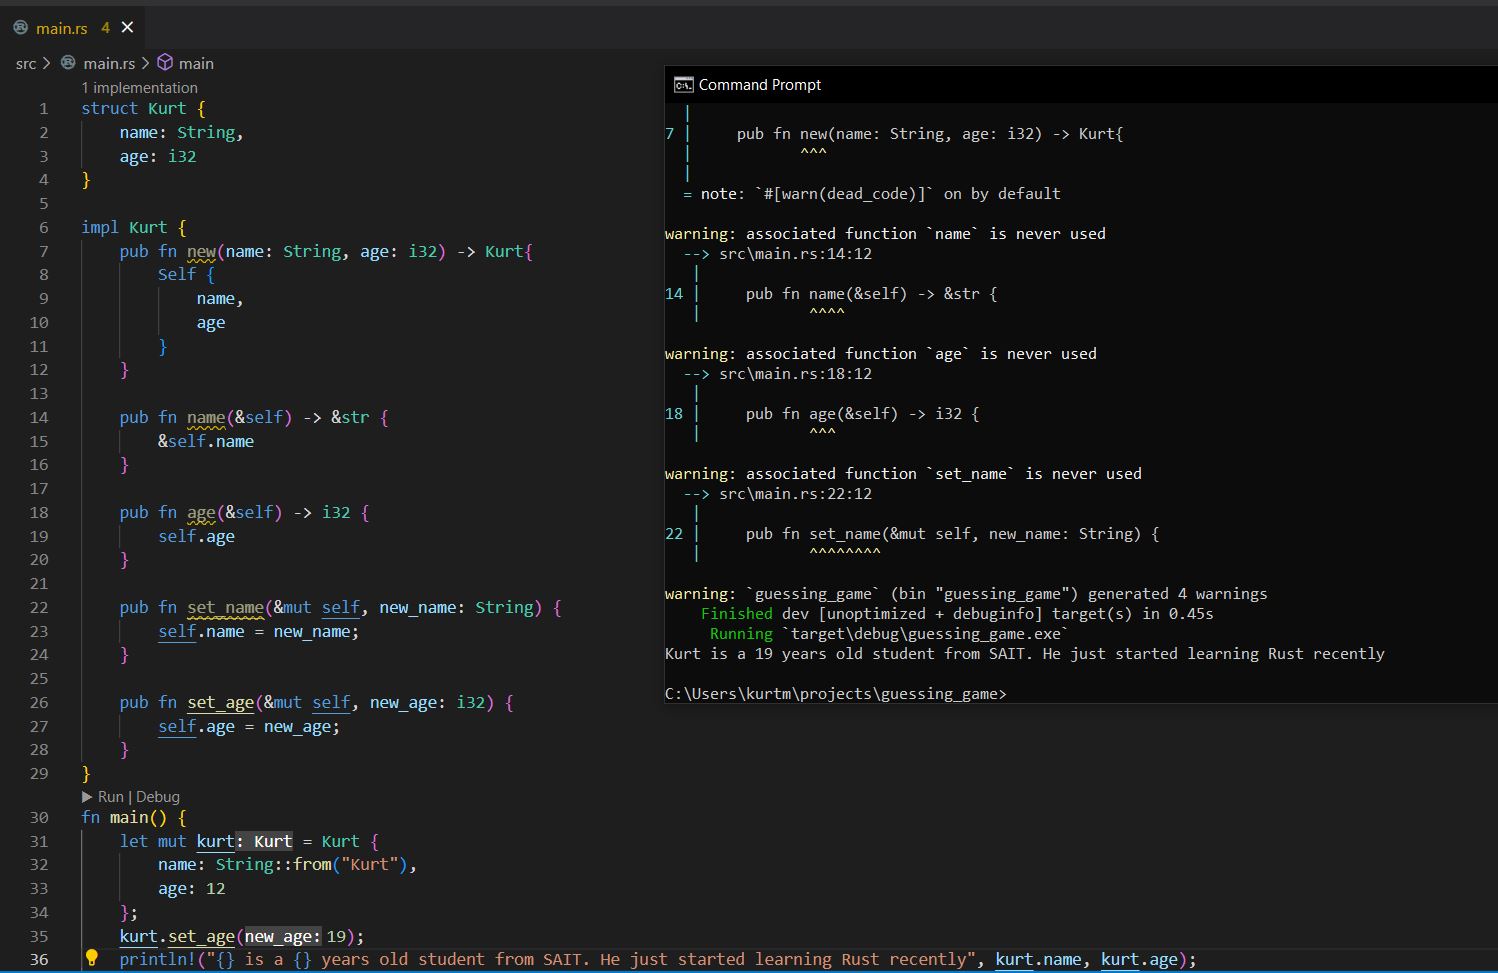 main.rs 4
src > main.rs > main
1 implementation
1 struct Kurt {
2 name: String,
3 age: i32
4 }
5
6 impl Kurt {
7 pub fn new(name: String, age: i32) -> Kurt{
8 Self {
9 name,
10 age
11 }
12 }
13
14 pub fn name(&self) -> &str {
15 &self.name
16 }
17
18 pub fn age(&self) -> i32 {
19 self.age
20 }
21
22 pub fn set_name(&mut self, new_name: String) {
23 self.name = new_name;
24 }
25
26 pub fn set_age(&mut self, new_age: i32) {
27 self.age = new_age;
28 }
29 }
Run | Debug
30 fn main() {
31 let mut kurt: Kurt = Kurt {
32 name: String::from("Kurt"),
33 age: 12
34 };
35 kurt.set_age(new_age: 19);
36 println!("{} is a {} years old student from SAIT. He just started learning Rust recently", kurt.name, kurt.age);
C:\. Command Prompt
|
7 | pub fn new(name: String, age: i32) -> Kurt{
| ^^^
|
= note: `#[warn(dead_code)]` on by default
warning: associated function `name` is never used
--> src\main.rs:14:12
|
14 | pub fn name(&self) -> &str {
| ^^^^
warning: associated function `age` is never used
--> src\main.rs:18:12
|
18 | pub fn age(&self) -> i32 {
| ^^^
warning: associated function `set_name` is never used
--> src\main.rs:22:12
|
22 | pub fn set_name(&mut self, new_name: String) {
| ^^^^^^^^
warning: `guessing_game` (bin "guessing_game") generated 4 warnings
Finished dev [unoptimized + debuginfo] target(s) in 0.45s
Running `target\debug\guessing_game.exe`
Kurt is a 19 years old student from SAIT. He just started learning Rust recently
C:\Users\kurtm\projects\guessing_game>